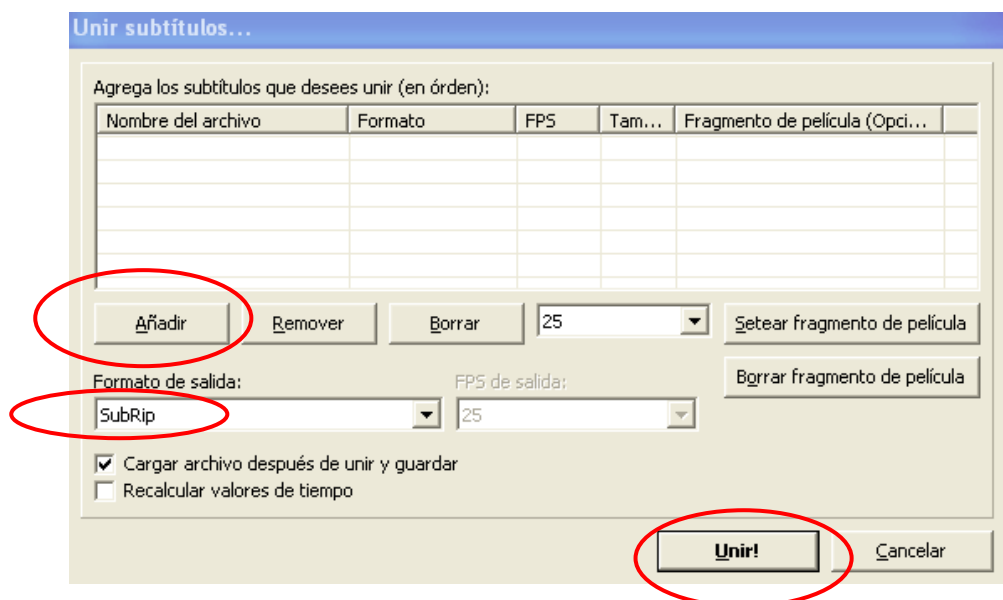 Unir subtítulos...
Agrega los subtítulos que desees unir (en órden):
Nombre del archivo Formato FPS Tam... Fragmento de película (Opci...
Añadir Remover Borrar 25 Setear fragmento de película
Formato de salida: FPS de salida: Borrar fragmento de película
SubRip 25
Cargar archivo después de unir y guardar
Recalcular valores de tiempo
Unir! Cancelar